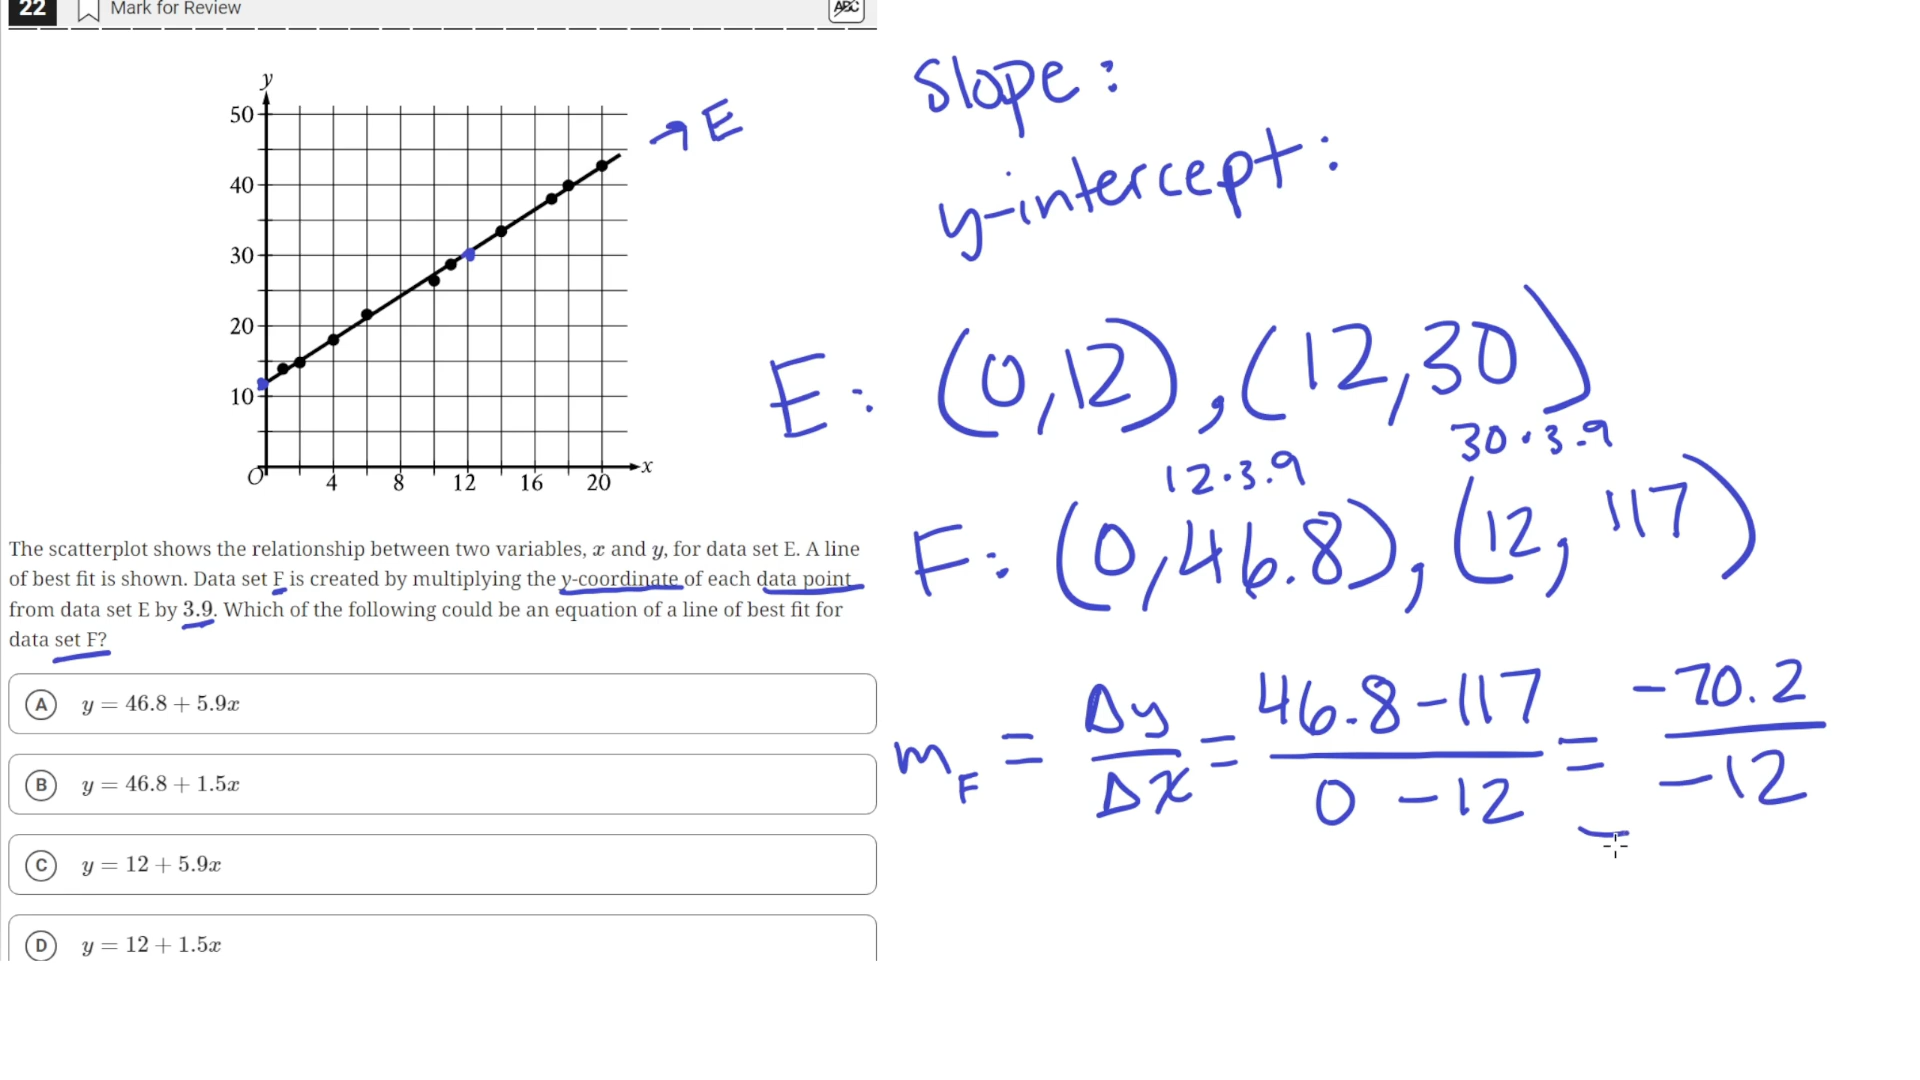 22 Mark for Review ABC
y
50
40
30
20
10
O 4 8 12 16 20 x
→ E
The scatterplot shows the relationship between two variables, x and y, for data set E. A line
of best fit is shown. Data set F is created by multiplying the y-coordinate of each data point
from data set E by 3.9. Which of the following could be an equation of a line of best fit for
data set F?
A y = 46.8 + 5.9x
B y = 46.8 + 1.5x
C y = 12 + 5.9x
D y = 12 + 1.5x
Slope:
y-intercept:
E: (0,12), (12,30)
12·3.9 30·3.9
F: (0,46.8), (12, 117)
m_F = Δy/Δx = (46.8-117)/(0-12) = -70.2/-12